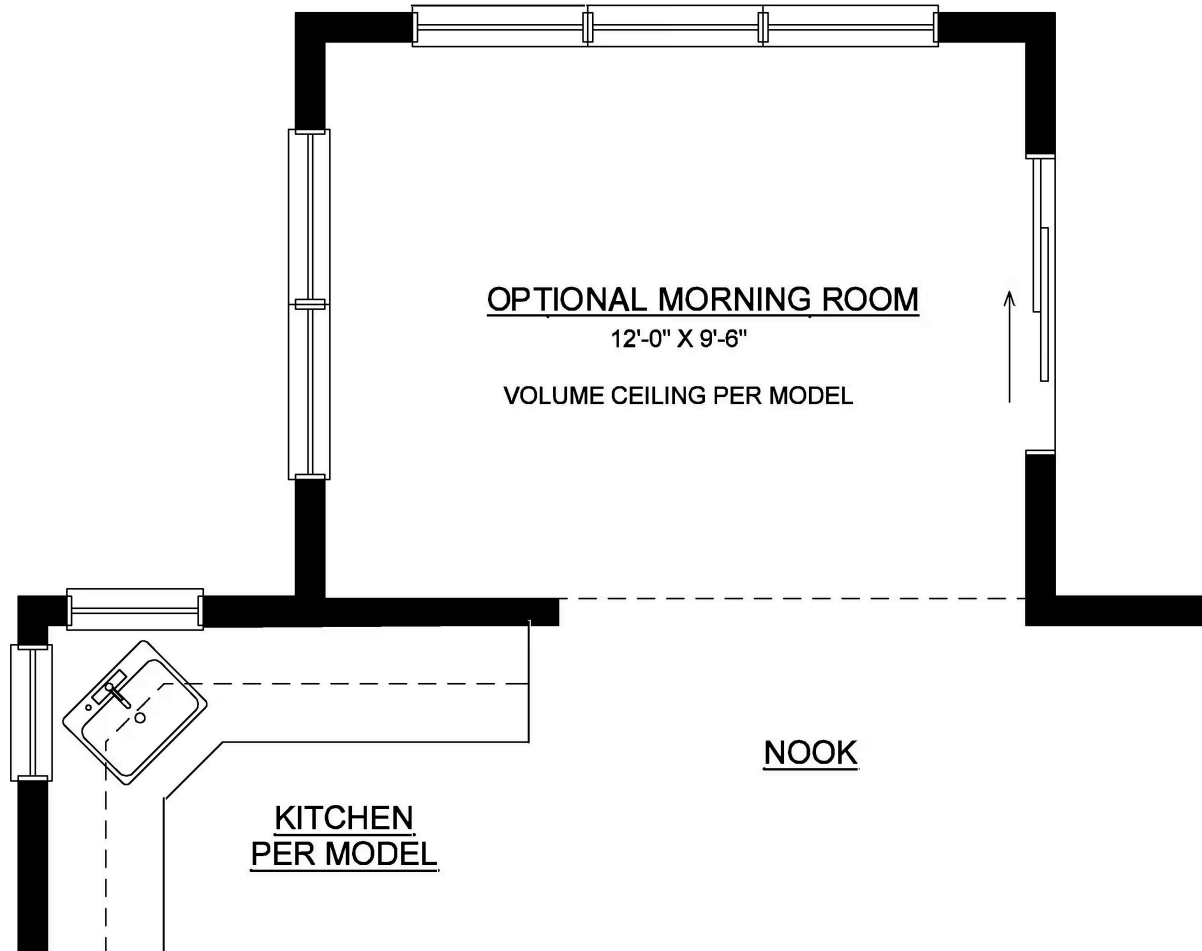 OPTIONAL MORNING ROOM
12'-0" X 9'-6"
VOLUME CEILING PER MODEL
NOOK
KITCHEN
PER MODEL